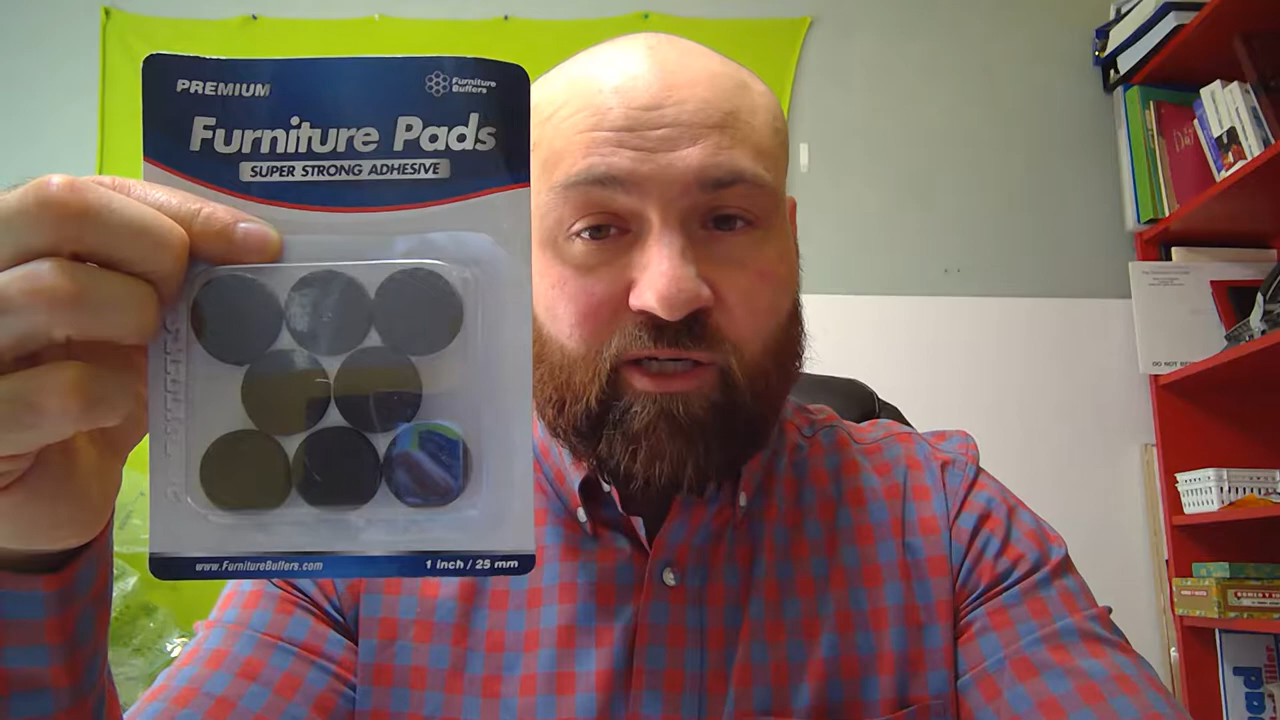 PREMIUM
Furniture
Buffers
Furniture Pads
SUPER STRONG ADHESIVE
www.FurnitureBuffers.com
1 inch / 25 mm
DO NOT